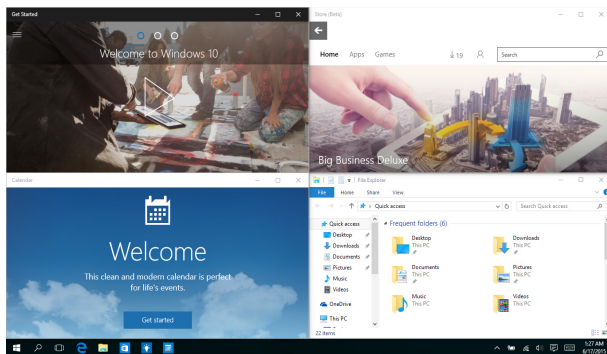 Get Started
Welcome to Windows 10
Store (Beta)
Home Apps Games 19 Search
Big Business Deluxe
Calendar
Welcome
This clean and modern calendar is perfect
for life's events.
Get started
File Explorer
File Home Share View
Quick access Search Quick access
Quick access
Desktop
Downloads
Documents
Pictures
Music
Videos
OneDrive
This PC
Frequent folders (6)
Desktop
This PC
Downloads
This PC
Documents
This PC
Pictures
This PC
Music
This PC
Videos
This PC
22 items
1:27 AM
6/17/2015